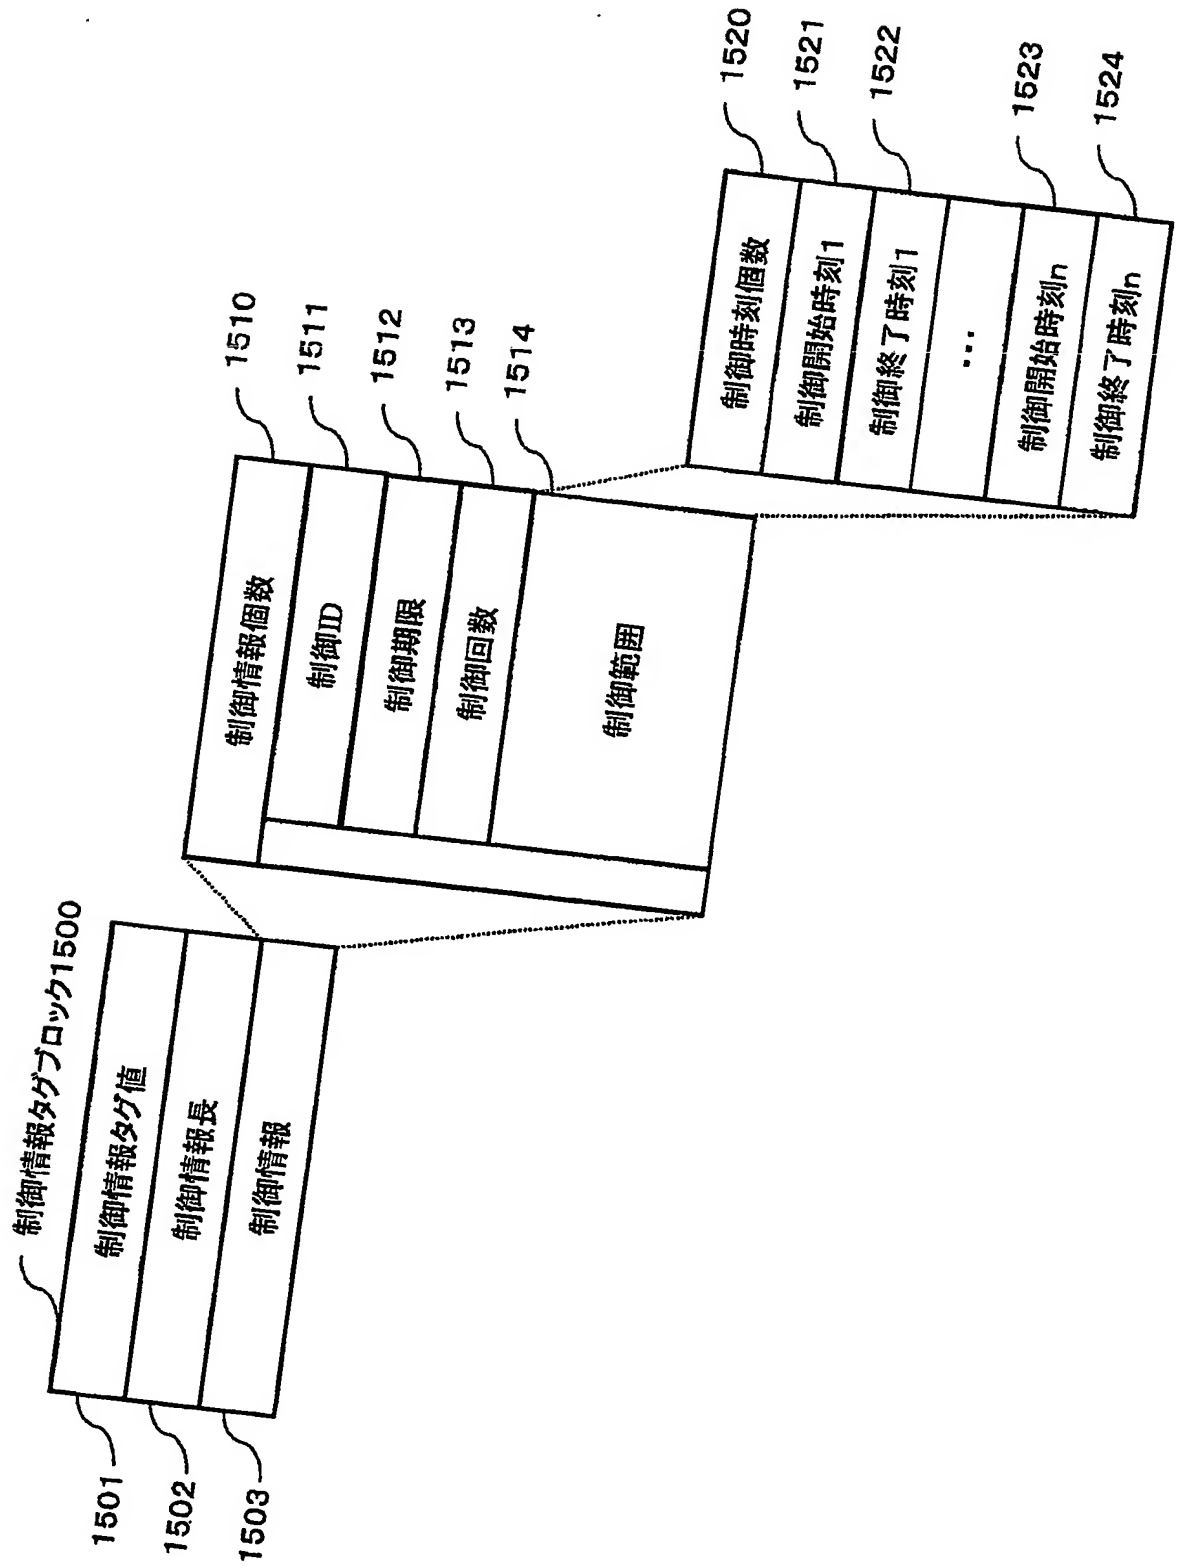 制御情報タグブロック1500
1501
制御情報タグ値
1502
制御情報長
1503
制御情報
制御情報個数
1510
制御ID
1511
制御期限
1512
制御回数
1513
制御範囲
1514
制御時刻個数
1520
制御開始時刻1
1521
制御終了時刻1
1522
...
制御開始時刻n
1523
制御終了時刻n
1524